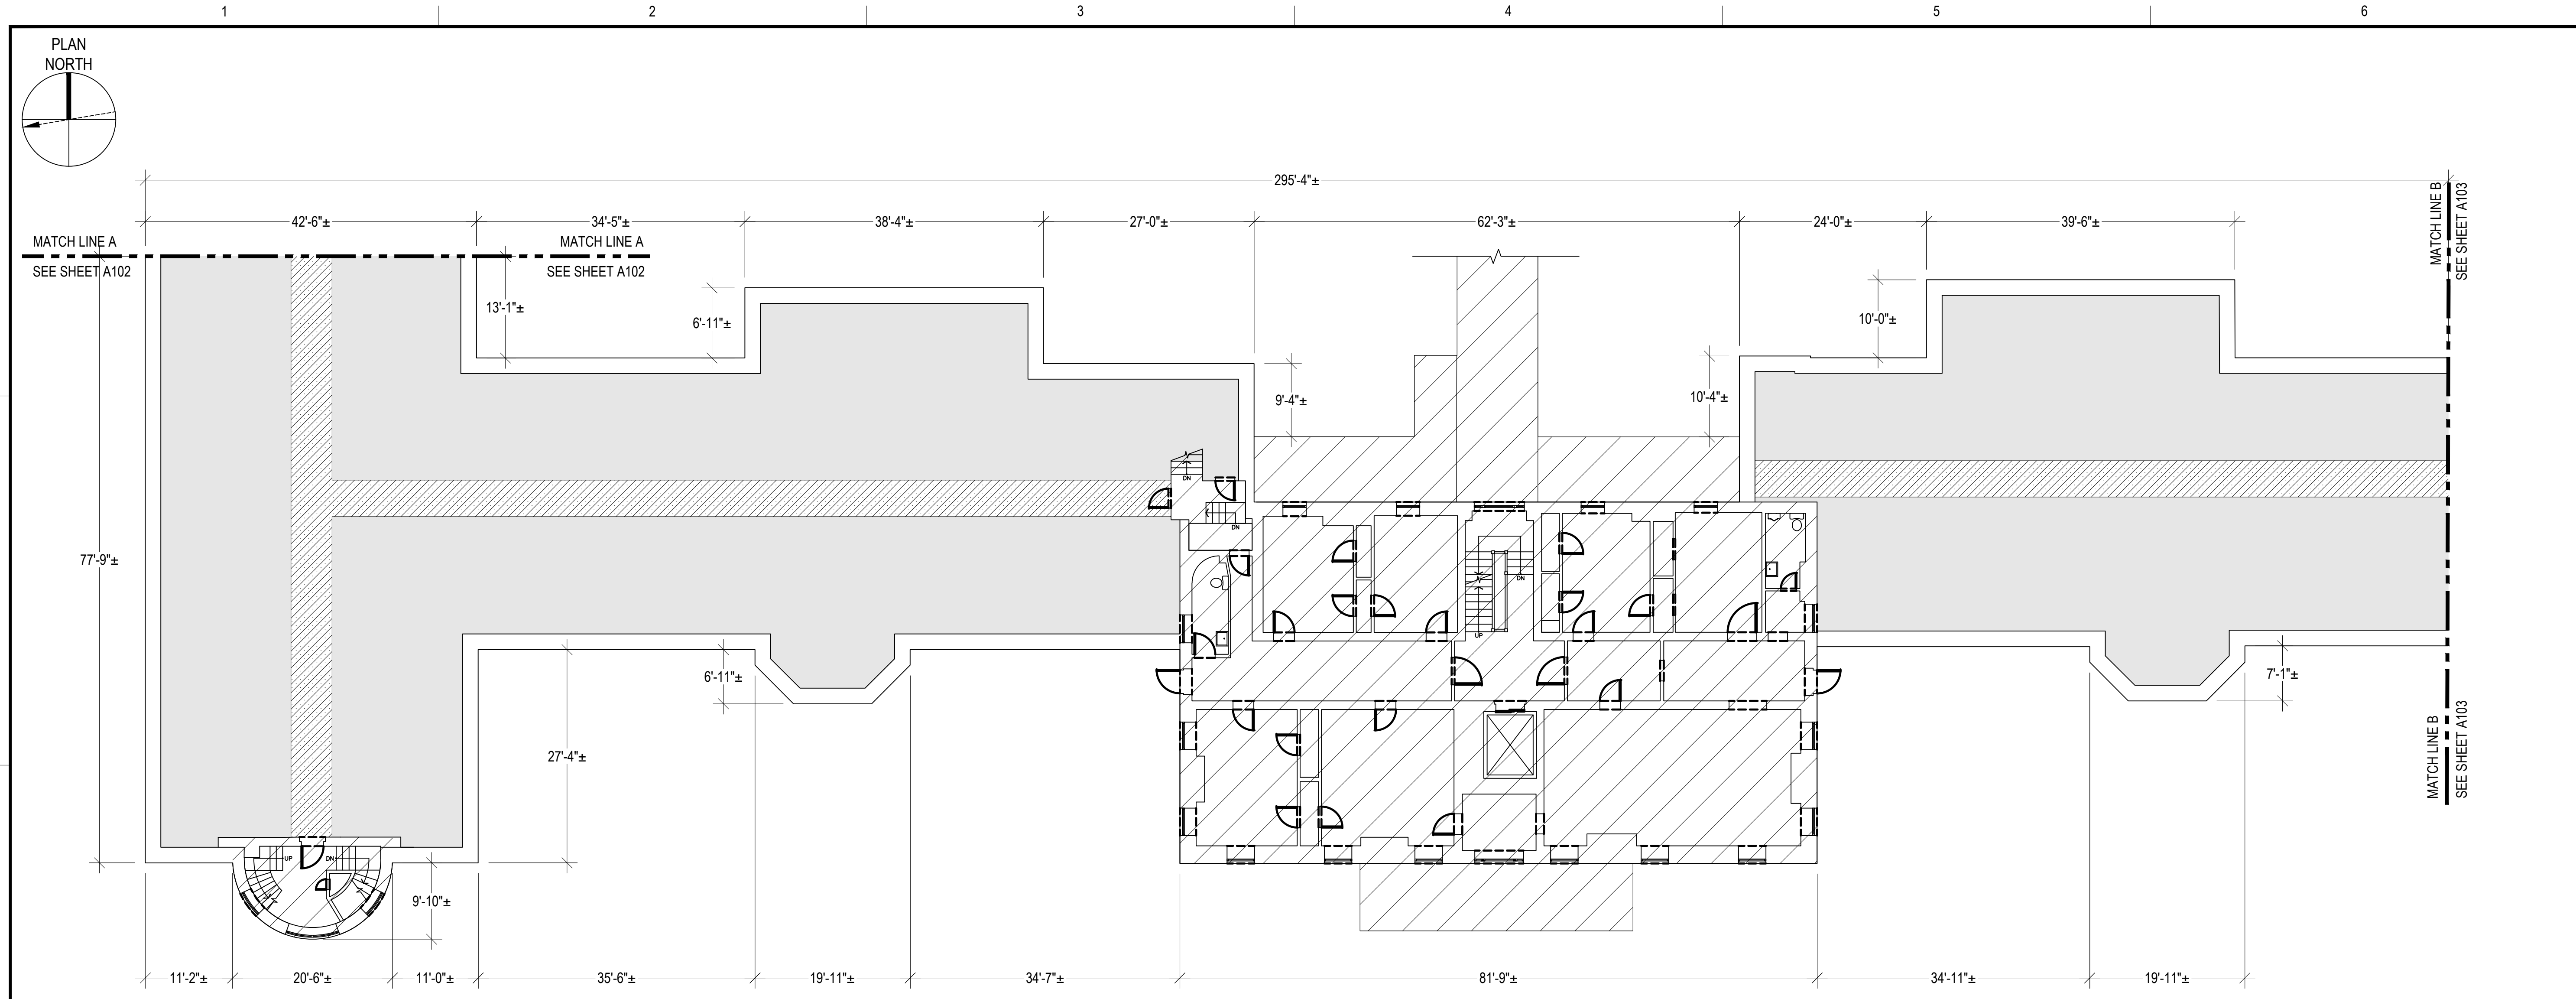 1 2 3 4 5 6
PLAN
NORTH
295'-4"±
42'-6"± 34'-5"± 38'-4"± 27'-0"± 62'-3"± 24'-0"± 39'-6"±
MATCH LINE A
SEE SHEET A102
MATCH LINE A
SEE SHEET A102
MATCH LINE B
SEE SHEET A103
13'-1"±
6'-11"±
10'-0"±
9'-4"±
10'-4"±
DN
DN
77'-9"±
DN
UP
6'-11"±
7'-1"±
27'-4"±
MATCH LINE B
SEE SHEET A103
UP DN
9'-10"±
11'-2"± 20'-6"± 11'-0"± 35'-6"± 19'-11"± 34'-7"± 81'-9"± 34'-11"± 19'-11"±